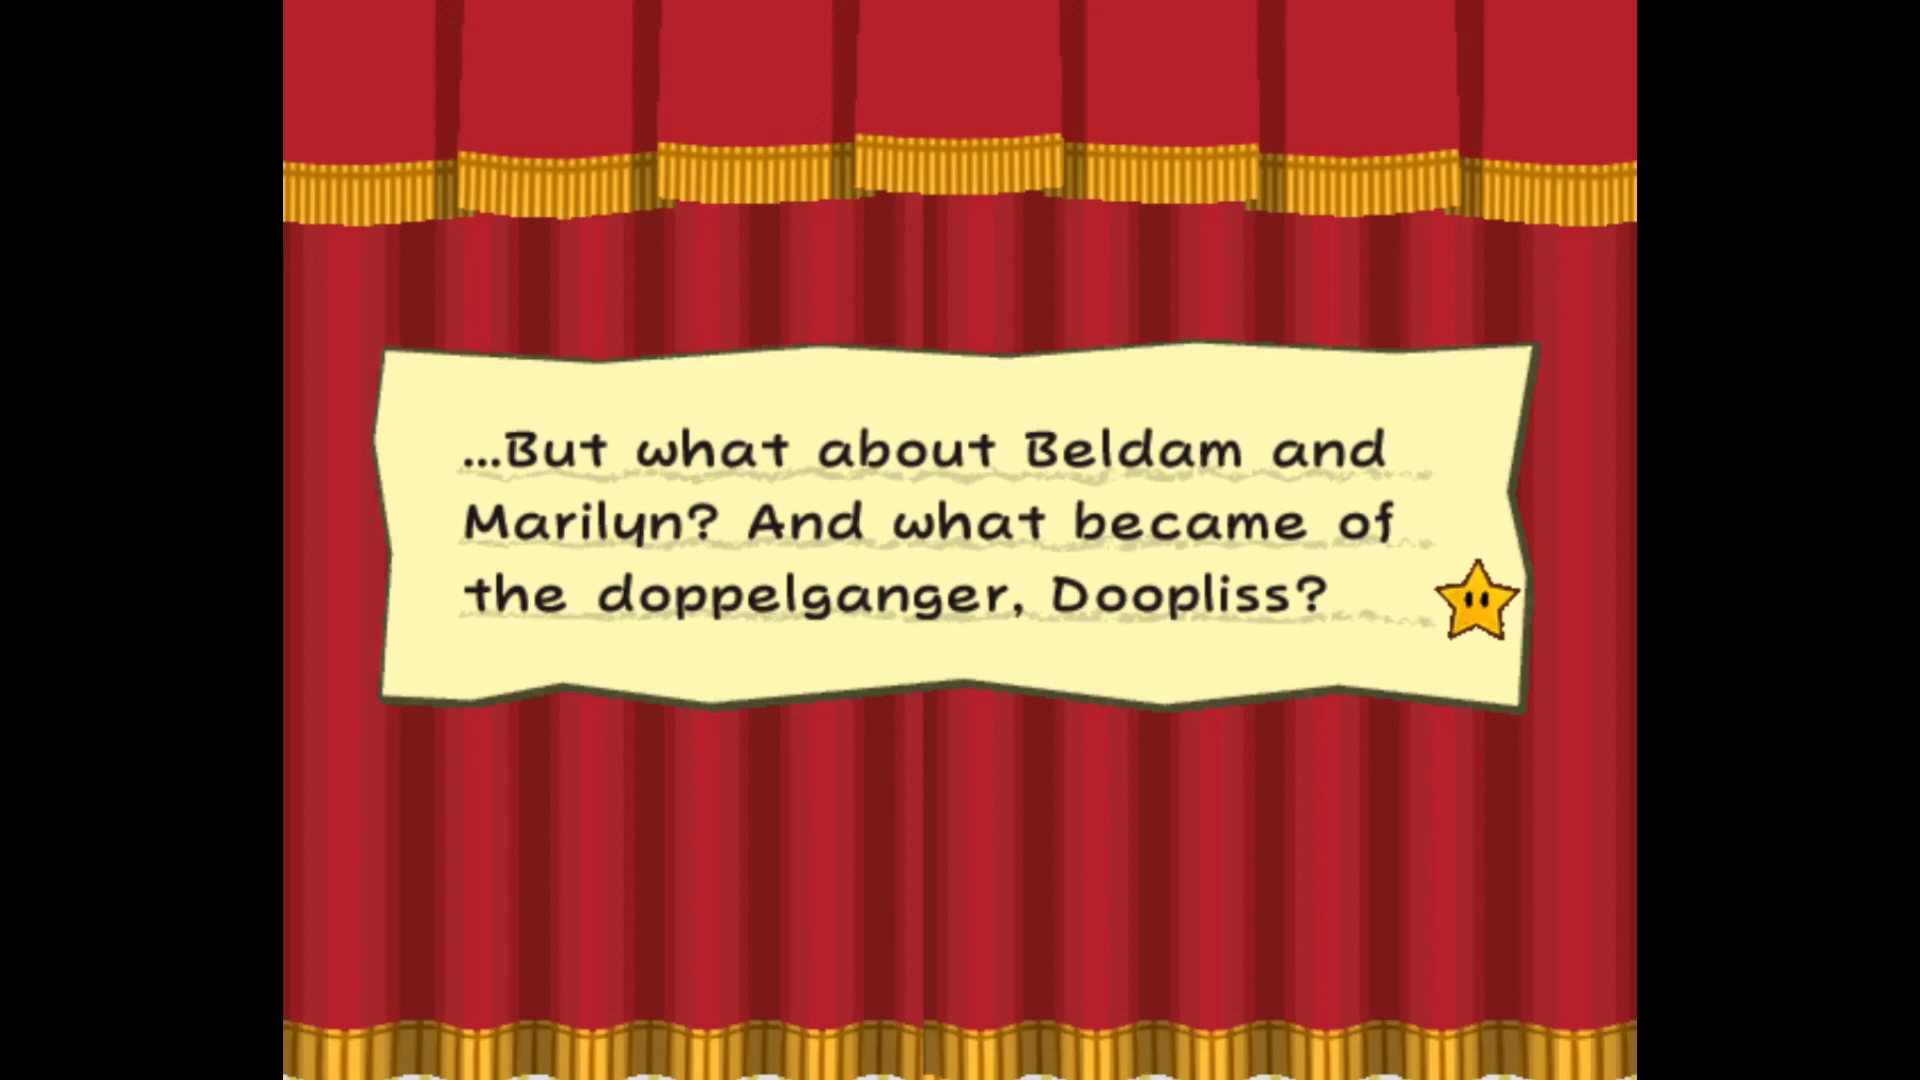 ...But what about Beldam and
Marilyn? And what became of
the doppelganger, Doopliss?